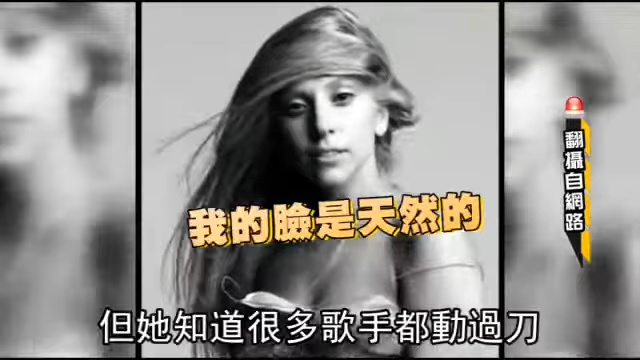 翻攝自網路
我的臉是天然的
但她知道很多歌手都動過刀